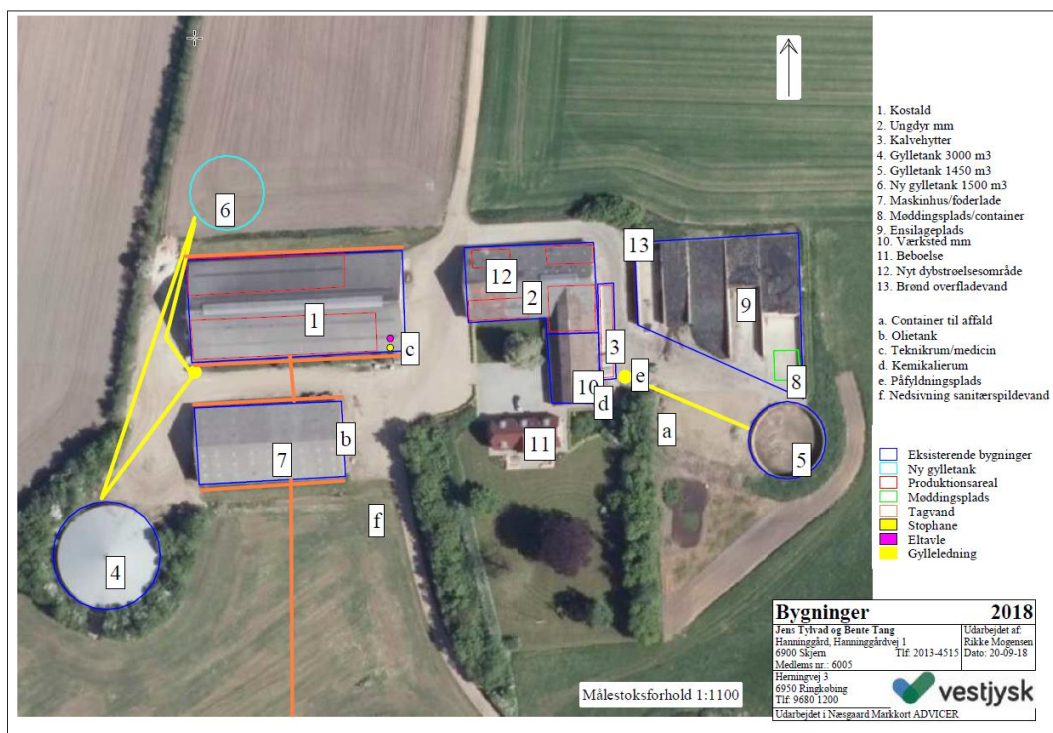 6
13
12
2
9
1
3
c
8
e
10
d
b
a
11
7
5
f
4
Målestoksforhold 1:1100
1. Kostald
2. Ungdyr mm
3. Kalvehytter
4. Gylletank 3000 m3
5. Gylletank 1450 m3
6. Ny gylletank 1500 m3
7. Maskinhus/foderlade
8. Møddingsplads/container
9. Ensilageplads
10. Værksted mm
11. Beboelse
12. Nyt dybstrøelsesområde
13. Brønd overfladevand
a. Container til affald
b. Olietank
c. Teknikrum/medicin
d. Kemikalierum
e. Påfyldningsplads
f. Nedsivning sanitærspildevand
Eksisterende bygninger
Ny gylletank
Produktionsareal
Møddingsplads
Tagvand
Stophane
Eltavle
Gylleledning
Bygninger 2018
Jens Tylvad og Bente Tang
Hanninggård, Hanninggårdvej 1
6900 Skjern Tlf: 2013-4515
Medlems nr.: 6005
Udarbejdet af:
Rikke Mogensen
Dato: 20-09-18
Herningvej 3
6950 Ringkøbing
Tlf: 9680 1200
vestjysk
Udarbejdet i Næsgaard Markkort ADVICER